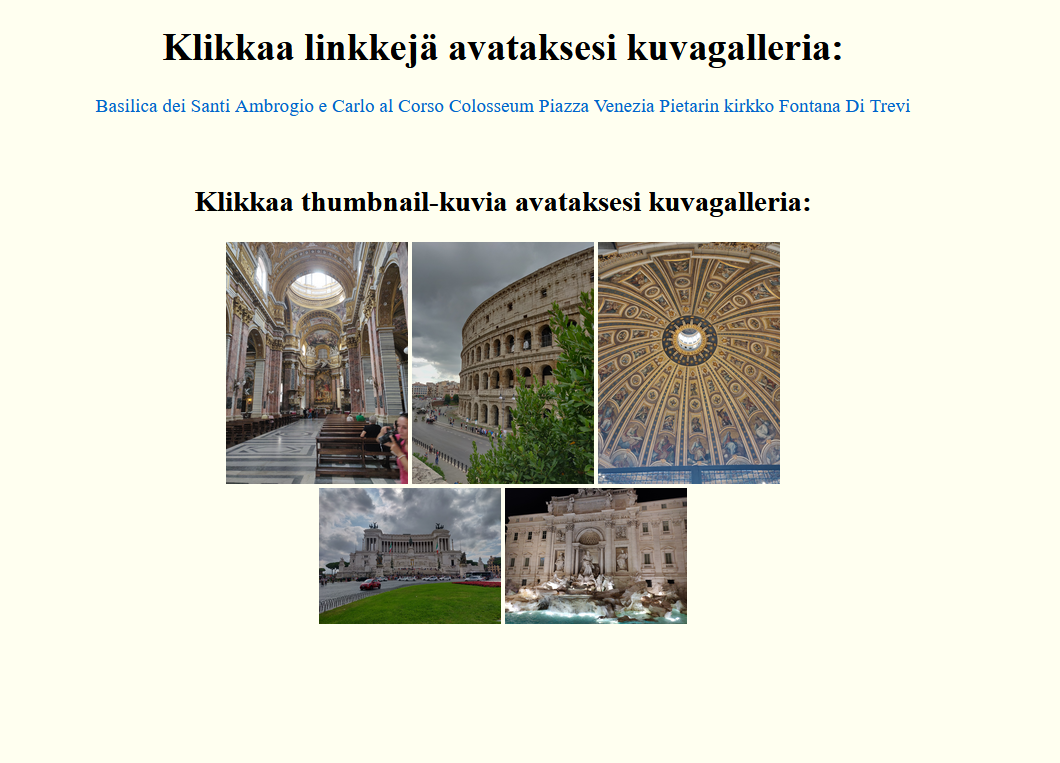 Klikkaa linkkejä avataksesi kuvagalleria:
Basilica dei Santi Ambrogio e Carlo al Corso Colosseum Piazza Venezia Pietarin kirkko Fontana Di Trevi
Klikkaa thumbnail-kuvia avataksesi kuvagalleria: